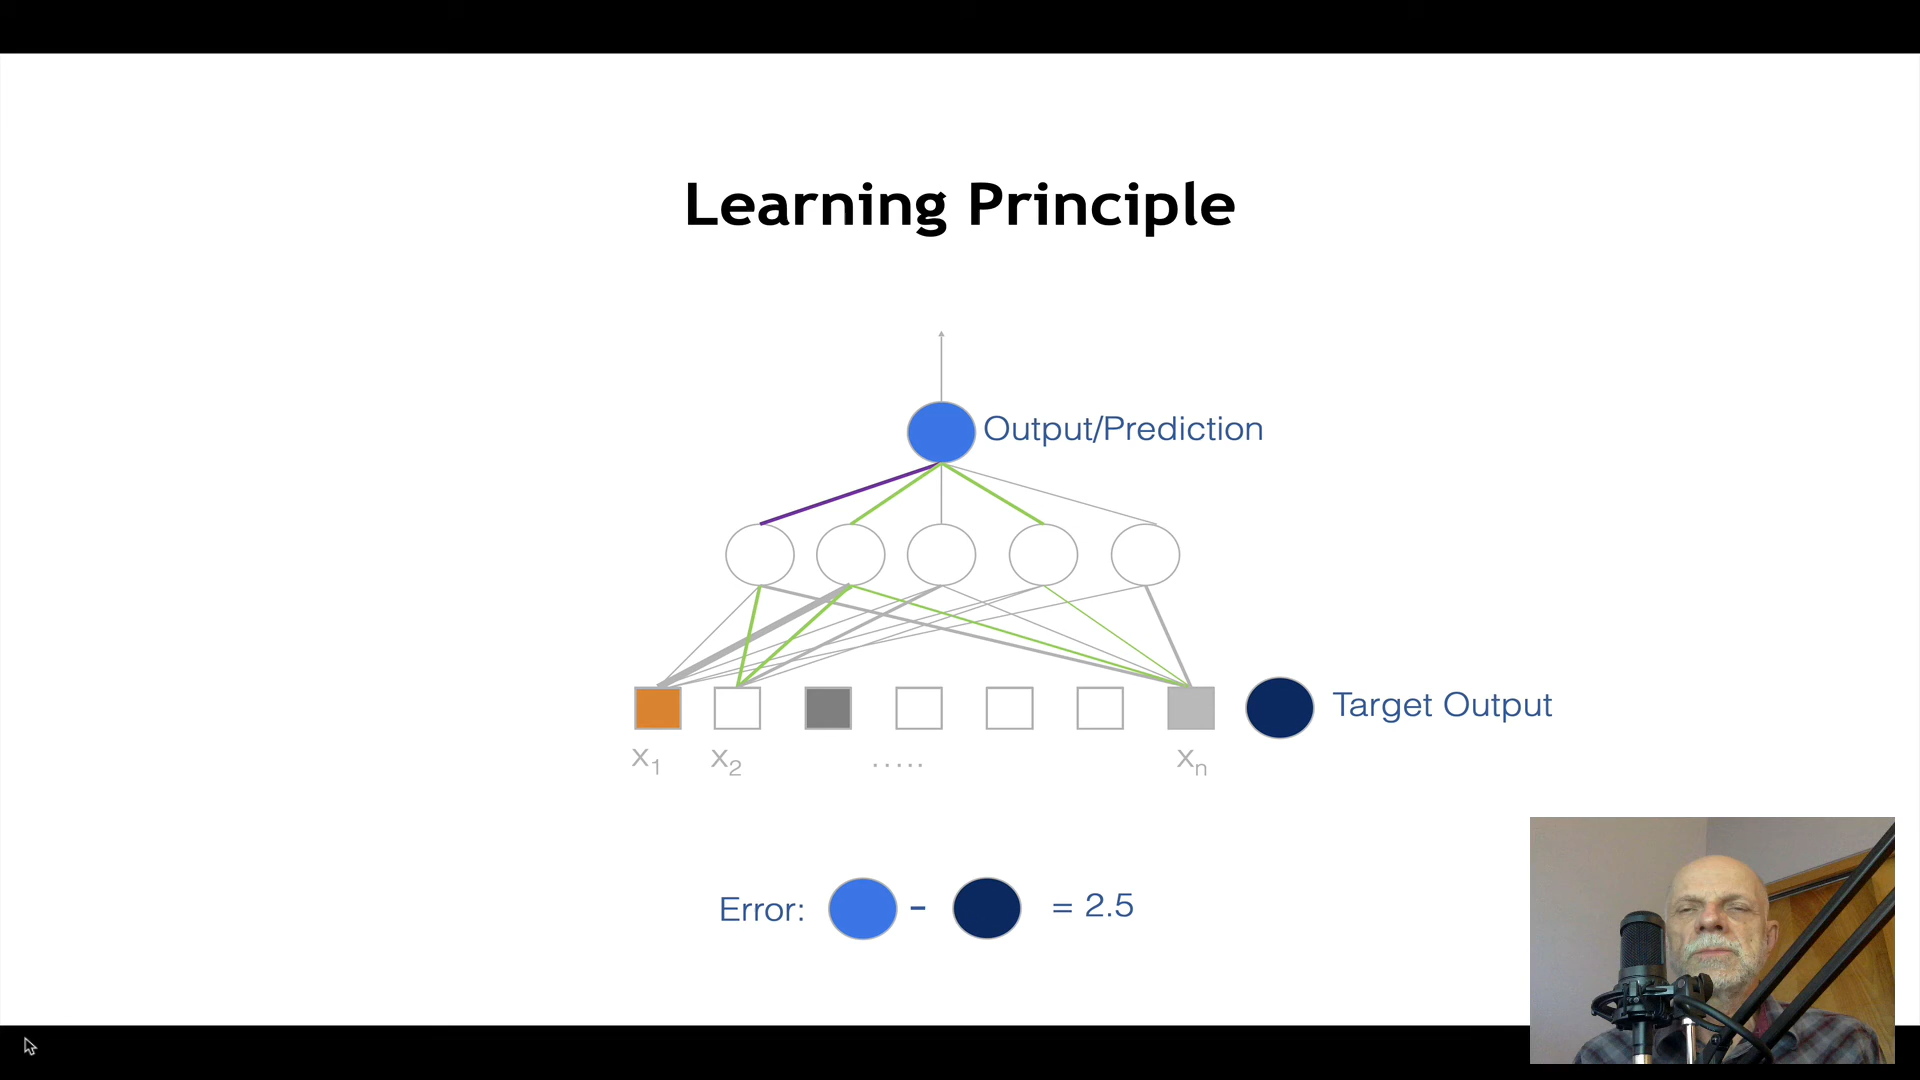 Learning Principle
Output/Prediction
Target Output
x1 x2 ..... xn
Error: - = 2.5